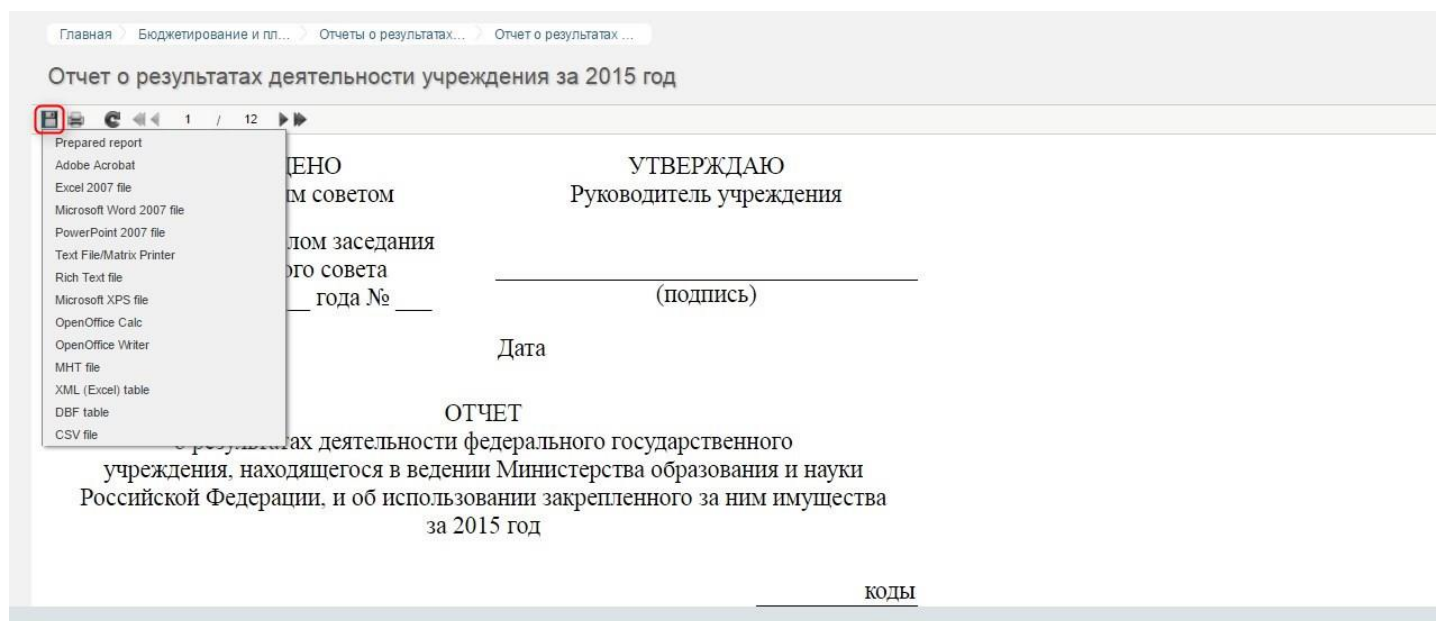 Главная Бюджетирование и пл... Отчеты о результатах... Отчет о результатах ...
Отчет о результатах деятельности учреждения за 2015 год
1 / 12
Prepared report
Adobe Acrobat
Excel 2007 file
Microsoft Word 2007 file
PowerPoint 2007 file
Text File/Matrix Printer
Rich Text file
Microsoft XPS file
OpenOffice Calc
OpenOffice Writer
MHT file
XML (Excel) table
DBF table
CSV file
УТВЕРЖДАЮ
советом Руководитель учреждения
заседания
совета
(подпись)
года №
Дата
ОТЧЕТ
о результатах деятельности федерального государственного
учреждения, находящегося в ведении Министерства образования и науки
Российской Федерации, и об использовании закрепленного за ним имущества
за 2015 год
коды